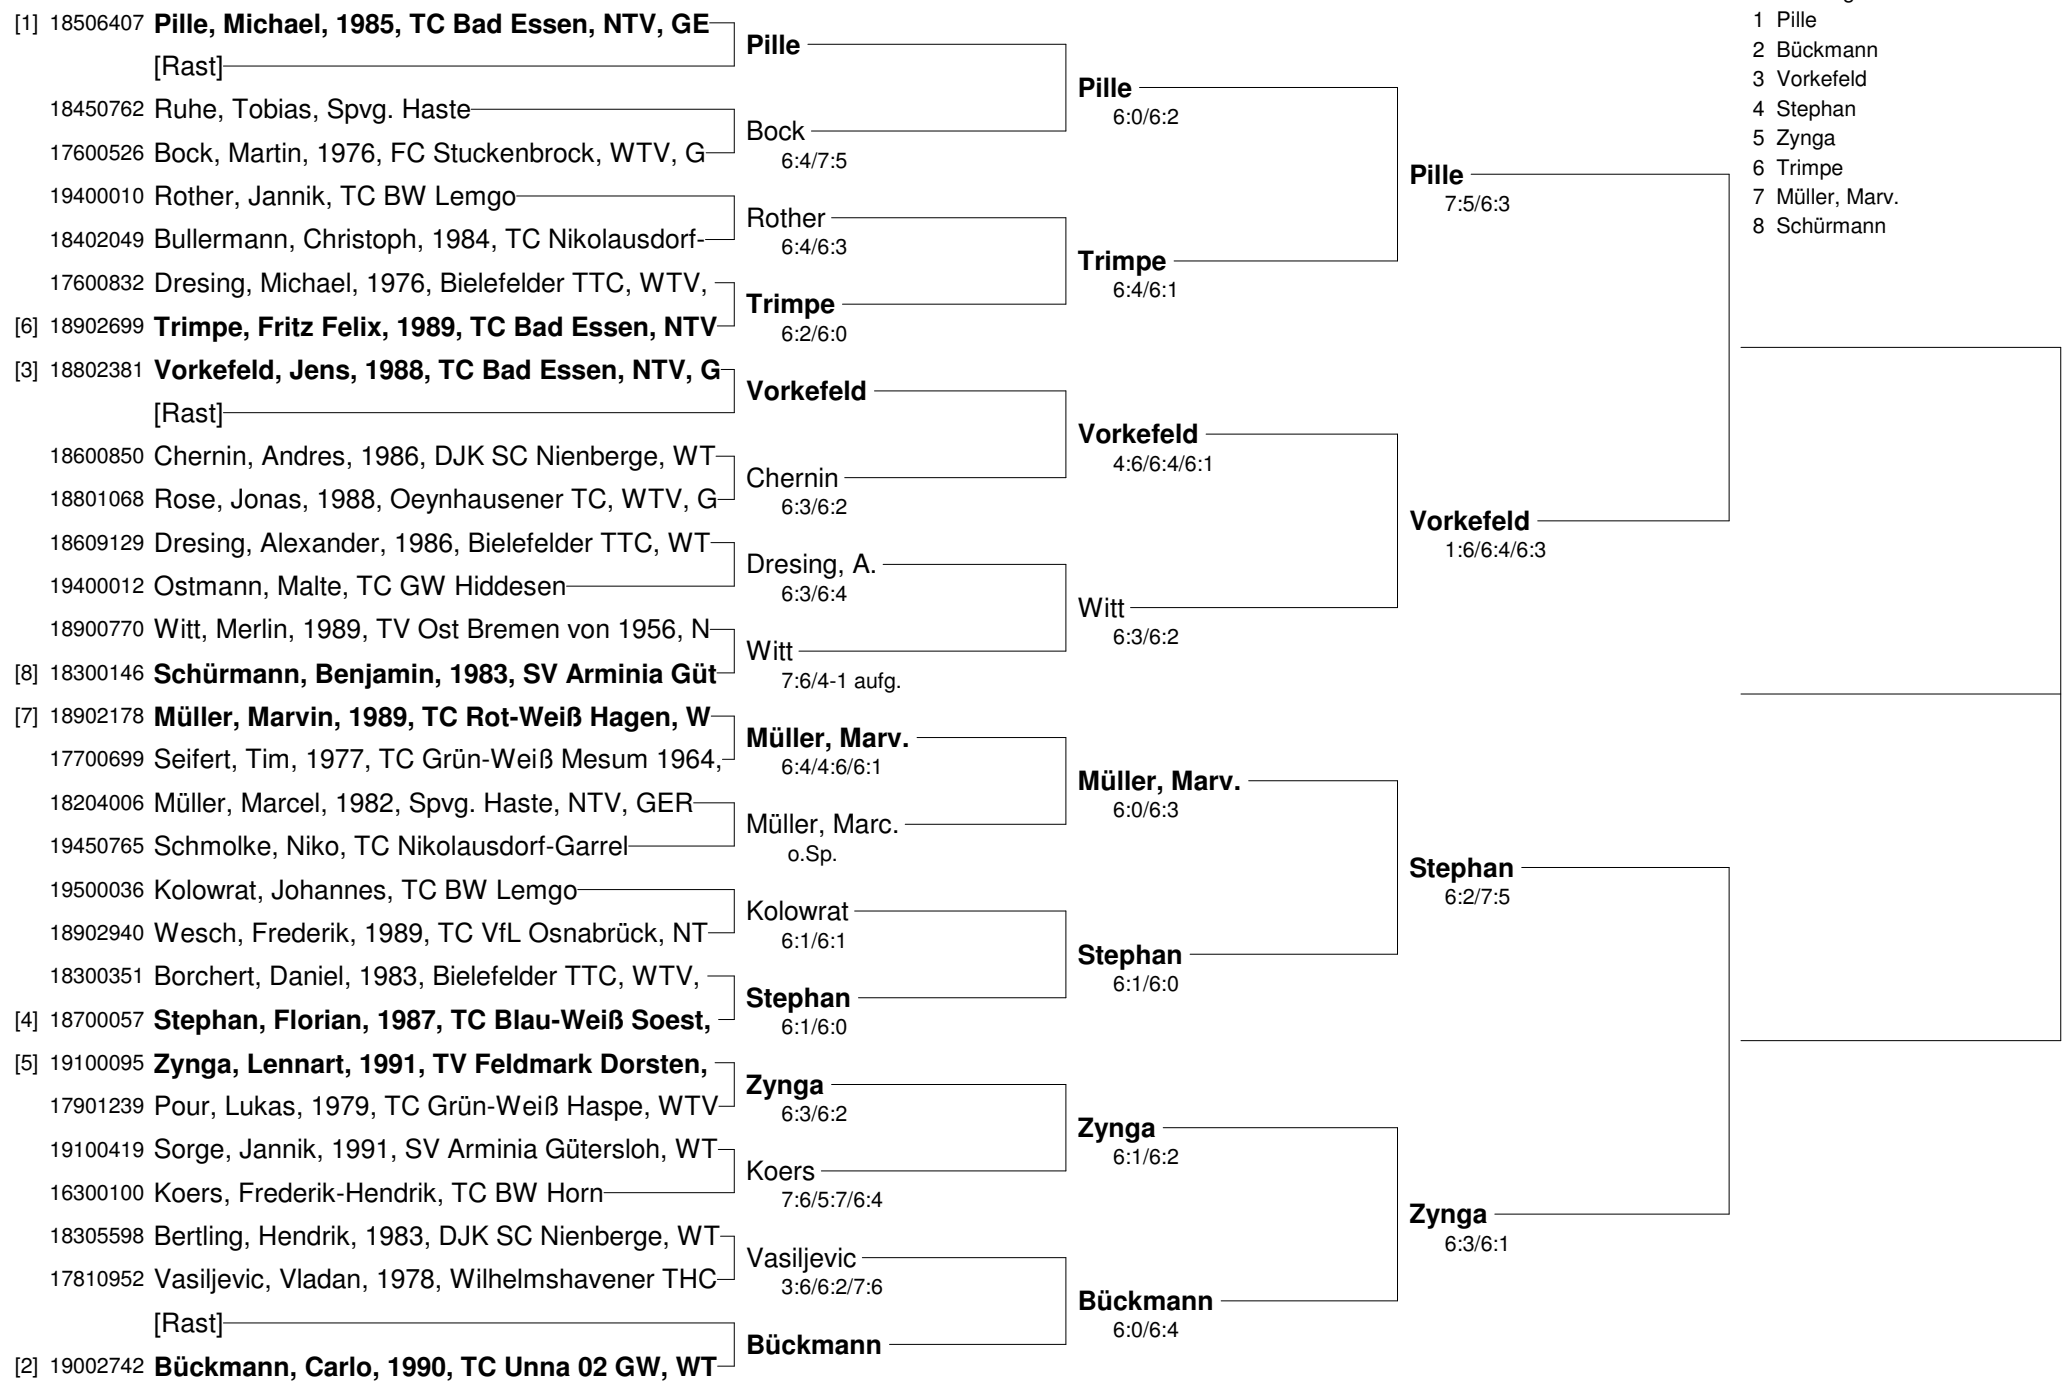 [1] 18506407 Pille, Michael, 1985, TC Bad Essen, NTV, GE
[Rast]
18450762 Ruhe, Tobias, Spvg. Haste
17600526 Bock, Martin, 1976, FC Stuckenbrock, WTV, G
19400010 Rother, Jannik, TC BW Lemgo
18402049 Bullermann, Christoph, 1984, TC Nikolausdorf-
17600832 Dresing, Michael, 1976, Bielefelder TTC, WTV,
[6] 18902699 Trimpe, Fritz Felix, 1989, TC Bad Essen, NTV
[3] 18802381 Vorkefeld, Jens, 1988, TC Bad Essen, NTV, G
[Rast]
18600850 Chernin, Andres, 1986, DJK SC Nienberge, WT
18801068 Rose, Jonas, 1988, Oeynhausener TC, WTV, G
18609129 Dresing, Alexander, 1986, Bielefelder TTC, WT
19400012 Ostmann, Malte, TC GW Hiddesen
18900770 Witt, Merlin, 1989, TV Ost Bremen von 1956, N
[8] 18300146 Schürmann, Benjamin, 1983, SV Arminia Güt
[7] 18902178 Müller, Marvin, 1989, TC Rot-Weiß Hagen, W
17700699 Seifert, Tim, 1977, TC Grün-Weiß Mesum 1964,
18204006 Müller, Marcel, 1982, Spvg. Haste, NTV, GER
19450765 Schmolke, Niko, TC Nikolausdorf-Garrel
19500036 Kolowrat, Johannes, TC BW Lemgo
18902940 Wesch, Frederik, 1989, TC VfL Osnabrück, NT
18300351 Borchert, Daniel, 1983, Bielefelder TTC, WTV,
[4] 18700057 Stephan, Florian, 1987, TC Blau-Weiß Soest,
[5] 19100095 Zynga, Lennart, 1991, TV Feldmark Dorsten,
17901239 Pour, Lukas, 1979, TC Grün-Weiß Haspe, WTV
19100419 Sorge, Jannik, 1991, SV Arminia Gütersloh, WT
16300100 Koers, Frederik-Hendrik, TC BW Horn
18305598 Bertling, Hendrik, 1983, DJK SC Nienberge, WT
17810952 Vasiljevic, Vladan, 1978, Wilhelmshavener THC
[Rast]
[2] 19002742 Bückmann, Carlo, 1990, TC Unna 02 GW, WT
Pille
Bock
6:4/7:5
Rother
6:4/6:3
Trimpe
6:2/6:0
Vorkefeld
Chernin
6:3/6:2
Dresing, A.
6:3/6:4
Witt
7:6/4-1 aufg.
Müller, Marv.
6:4/4:6/6:1
Müller, Marc.
o.Sp.
Kolowrat
6:1/6:1
Stephan
6:1/6:0
Zynga
6:3/6:2
Koers
7:6/5:7/6:4
Vasiljevic
3:6/6:2/7:6
Bückmann
Pille
6:0/6:2
Trimpe
6:4/6:1
Vorkefeld
4:6/6:4/6:1
Witt
6:3/6:2
Müller, Marv.
6:0/6:3
Stephan
6:1/6:0
Zynga
6:1/6:2
Bückmann
6:0/6:4
Pille
7:5/6:3
Vorkefeld
1:6/6:4/6:3
Stephan
6:2/7:5
Zynga
6:3/6:1
1 Pille
2 Bückmann
3 Vorkefeld
4 Stephan
5 Zynga
6 Trimpe
7 Müller, Marv.
8 Schürmann